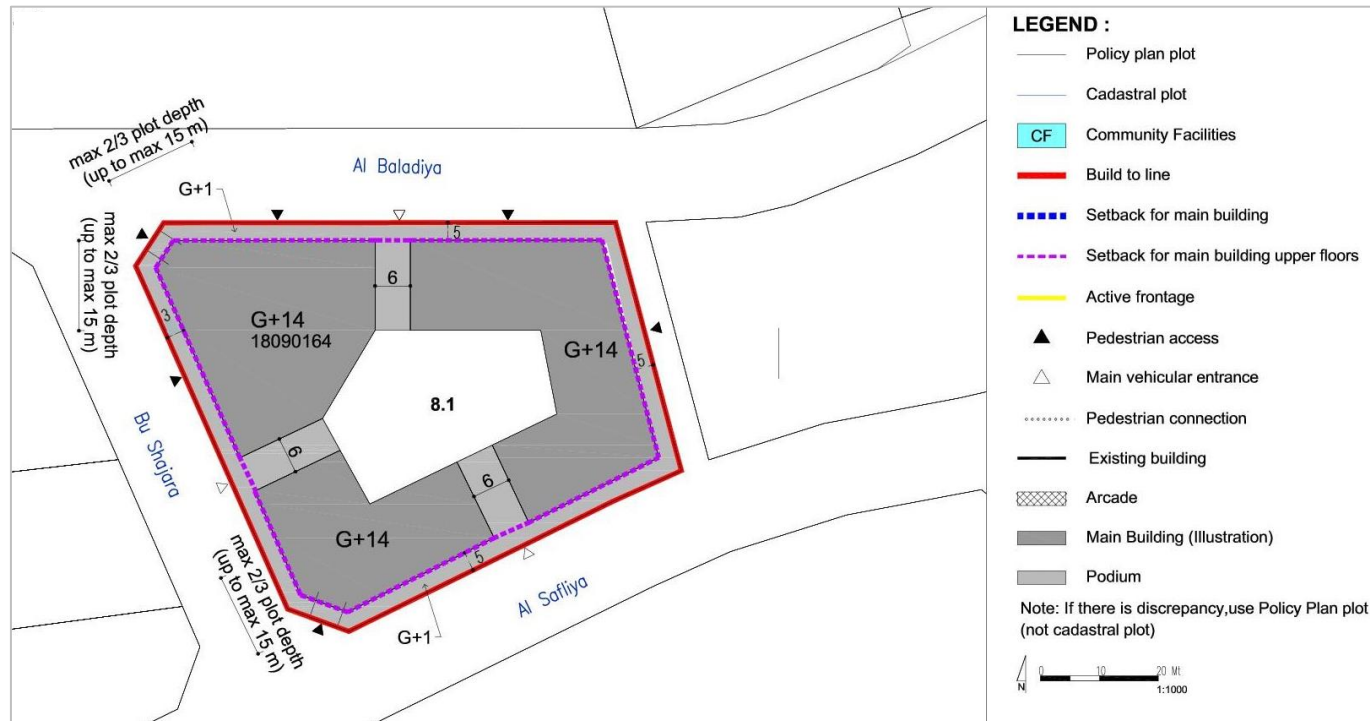 max 2/3 plot depth
(up to max 15 m)
Al Baladiya
G+1
5
max 2/3 plot depth
(up to max 15 m)
6
3
G+14
18090164
G+14
5
8.1
Bu Shajara
6
6
G+14
5
max 2/3 plot depth
(up to max 15 m)
Al Safliya
G+1
LEGEND :
Policy plan plot
Cadastral plot
CF Community Facilities
Build to line
Setback for main building
Setback for main building upper floors
Active frontage
Pedestrian access
Main vehicular entrance
Pedestrian connection
Existing building
Arcade
Main Building (Illustration)
Podium
Note: If there is discrepancy,use Policy Plan plot
(not cadastral plot)
N
0 10 20 Mt
1:1000